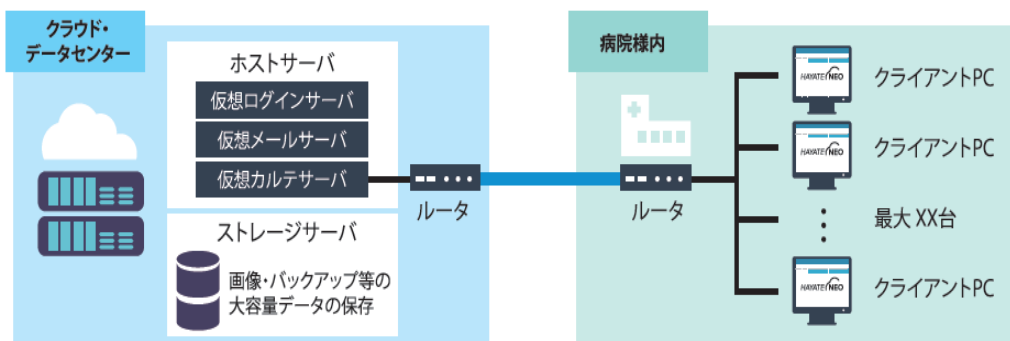 クラウド・
データセンター
ホストサーバ
仮想ログインサーバ
仮想メールサーバ
仮想カルテサーバ
ルータ
ストレージサーバ
画像・バックアップ等の
大容量データの保存
病院様内
ルータ
HAYATE NEO
クライアントPC
HAYATE NEO
クライアントPC
最大 XX台
HAYATE NEO
クライアントPC